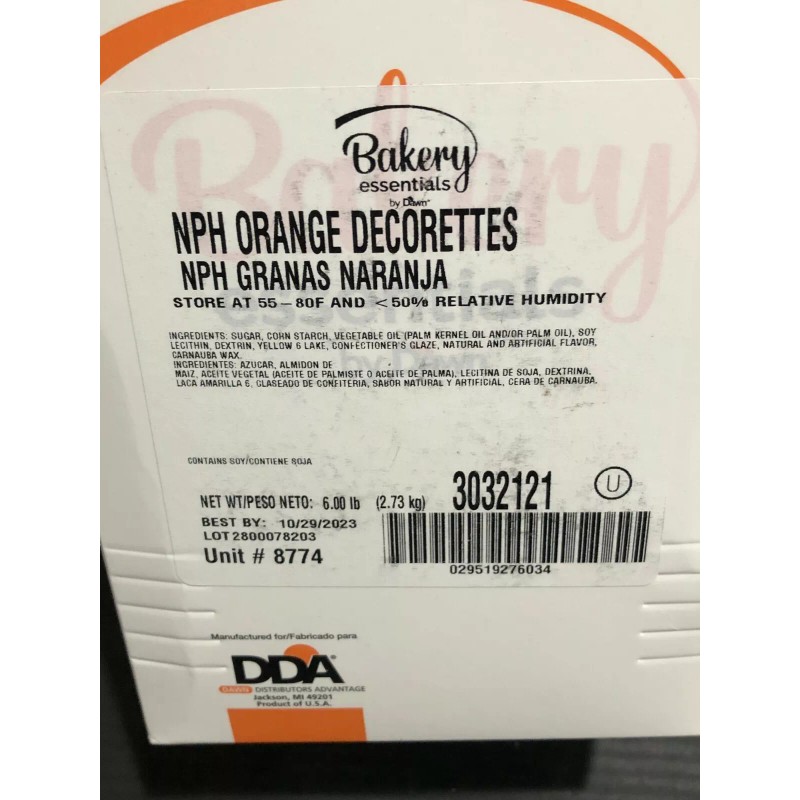 Bakery
essentials
by Dawn
NPH ORANGE DECORETTES
NPH GRANAS NARANJA
STORE AT 55 – 80F AND < 50% RELATIVE HUMIDITY
INGREDIENTS: SUGAR, CORN STARCH, VEGETABLE OIL (PALM KERNEL OIL AND/OR PALM OIL), SOY
LECITHIN, DEXTRIN, YELLOW 6 LAKE, CONFECTIONER'S GLAZE, NATURAL AND ARTIFICIAL FLAVOR,
CARNAUBA WAX.
INGREDIENTES: AZUCAR, ALMIDON DE
MAIZ, ACEITE VEGETAL (ACEITE DE PALMISTE O ACEITE DE PALMA), LECITINA DE SOJA, DEXTRINA,
LACA AMARILLA 6, GLASEADO DE CONFITERIA, SABOR NATURAL Y ARTIFICIAL, CERA DE CARNAUBA.
CONTAINS SOY/CONTIENE SOJA
NET WT/PESO NETO: 6.00 lb (2.73 kg) 3032121 U
BEST BY: 10/29/2023
LOT 2800078203
Unit # 8774
029519276034
Manufactured for/Fabricado para
DDA
DAWN DISTRIBUTORS ADVANTAGE
Jackson, MI 49201
Product of U.S.A.